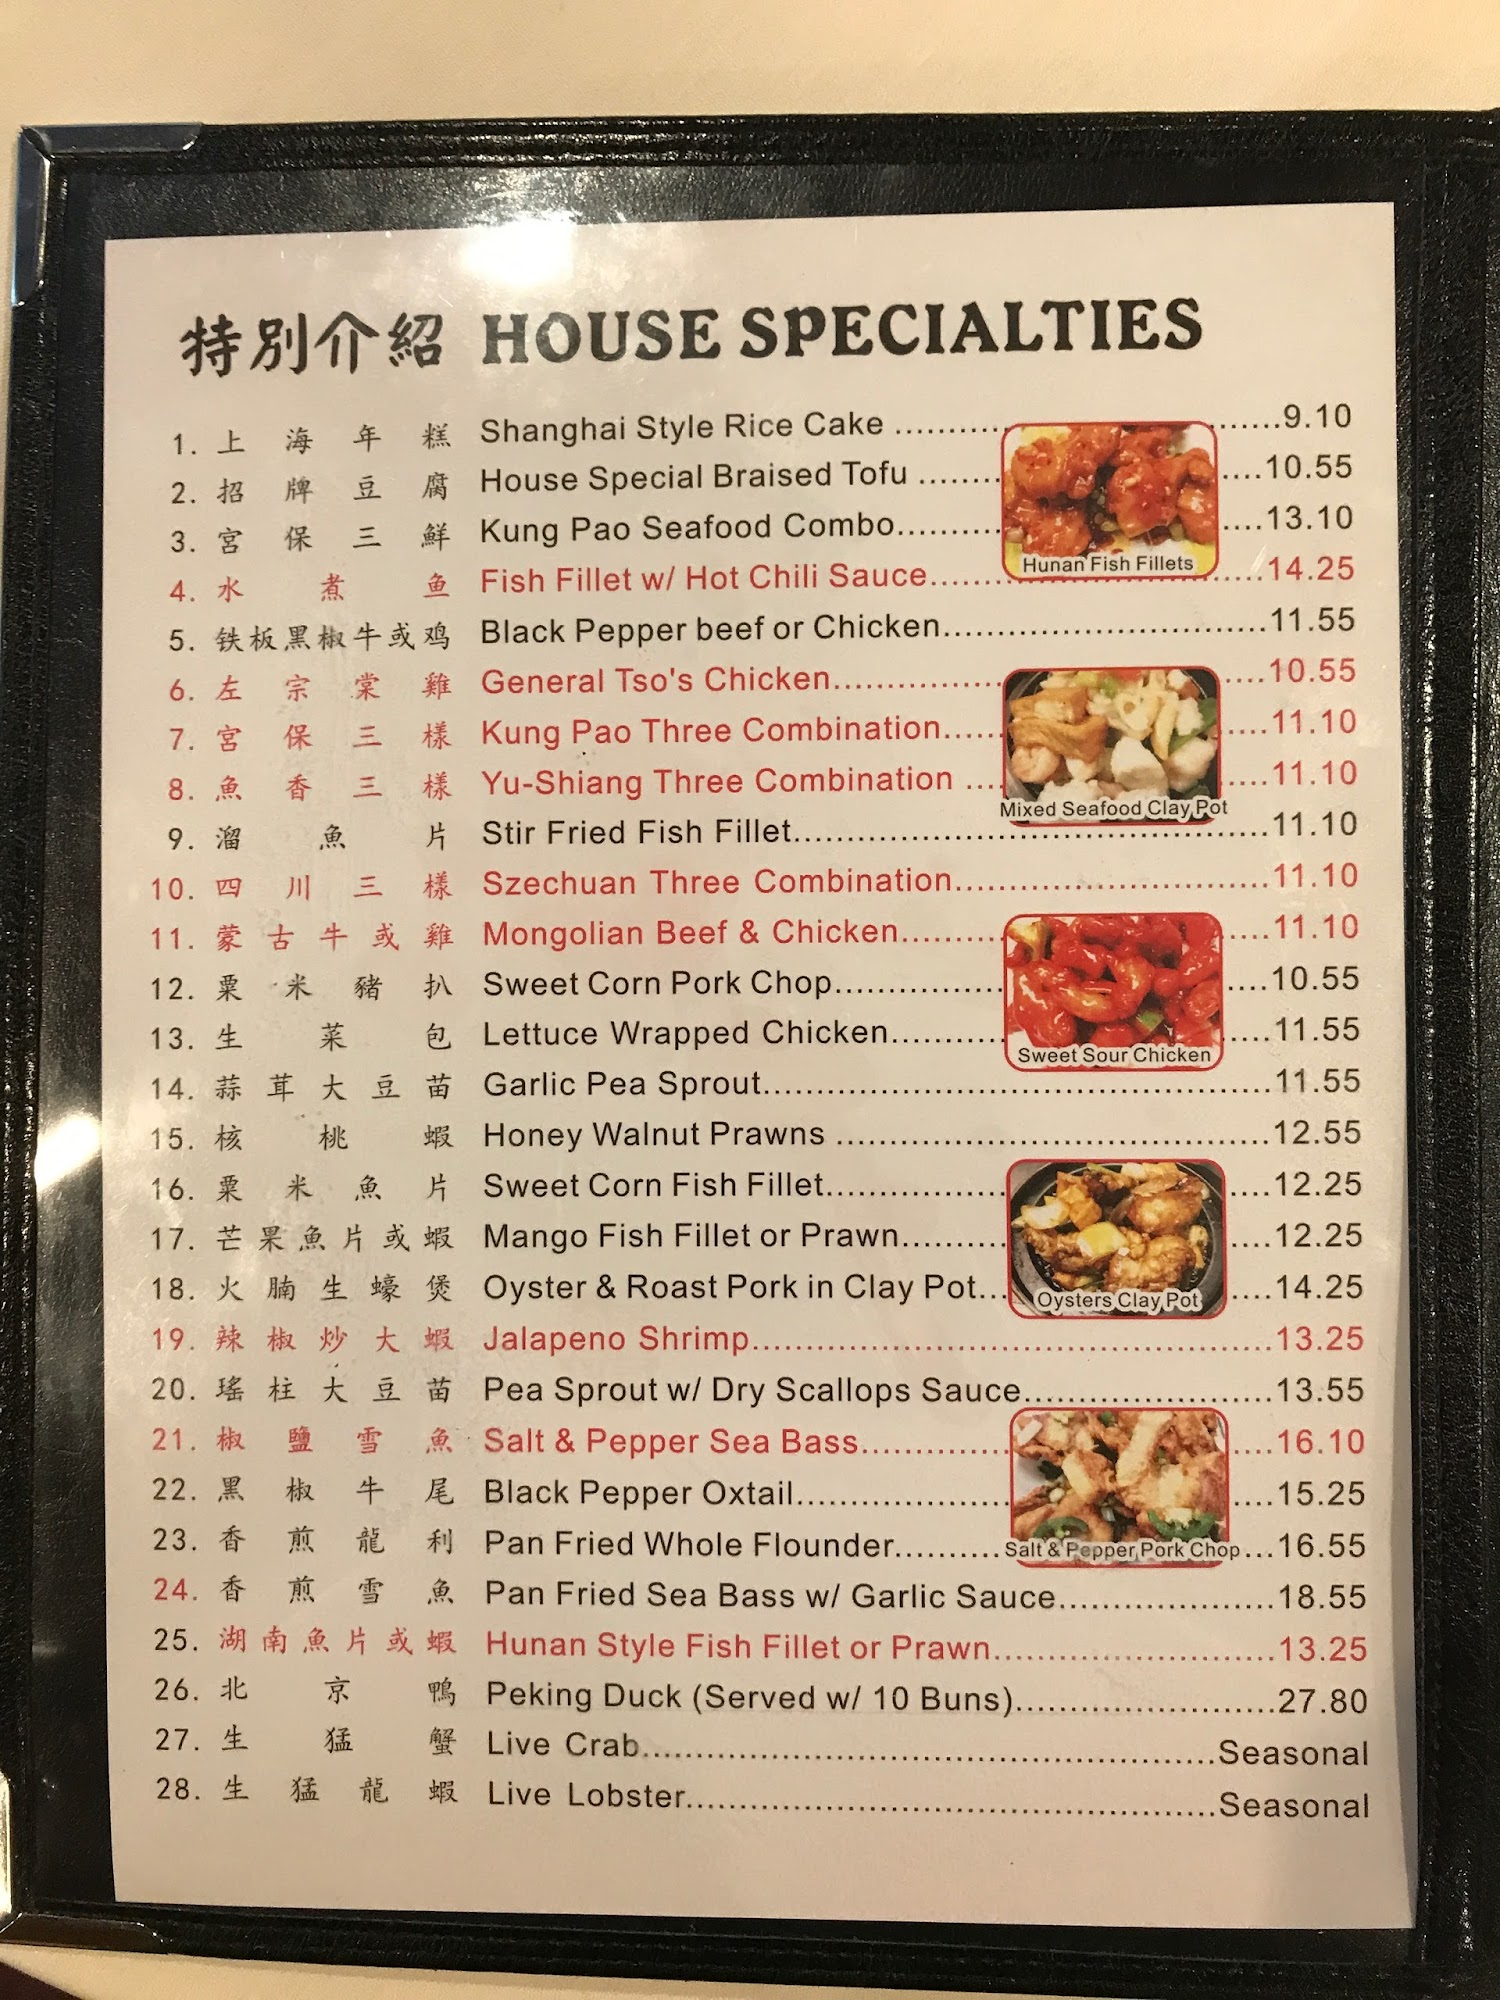 特別介紹 HOUSE SPECIALTIES
1. 上海年糕 Shanghai Style Rice Cake ....................9.10
2. 招牌豆腐 House Special Braised Tofu ....................10.55
3. 宮保三鮮 Kung Pao Seafood Combo....................13.10
Hunan Fish Fillets
4. 水煮鱼 Fish Fillet w/ Hot Chili Sauce....................14.25
5. 铁板黑椒牛或鸡 Black Pepper beef or Chicken....................11.55
6. 左宗棠雞 General Tso's Chicken....................10.55
7. 宮保三樣 Kung Pao Three Combination....................11.10
8. 魚香三樣 Yu-Shiang Three Combination ....................11.10
Mixed Seafood Clay Pot
9. 溜魚片 Stir Fried Fish Fillet....................11.10
10. 四川三樣 Szechuan Three Combination....................11.10
11. 蒙古牛或雞 Mongolian Beef & Chicken....................11.10
12. 粟米豬扒 Sweet Corn Pork Chop....................10.55
13. 生菜包 Lettuce Wrapped Chicken....................11.55
Sweet Sour Chicken
14. 蒜茸大豆苗 Garlic Pea Sprout....................11.55
15. 核桃蝦 Honey Walnut Prawns ....................12.55
16. 粟米魚片 Sweet Corn Fish Fillet....................12.25
17. 芒果魚片或蝦 Mango Fish Fillet or Prawn....................12.25
18. 火腩生蠔煲 Oyster & Roast Pork in Clay Pot....................14.25
Oysters Clay Pot
19. 辣椒炒大蝦 Jalapeno Shrimp....................13.25
20. 瑤柱大豆苗 Pea Sprout w/ Dry Scallops Sauce....................13.55
21. 椒鹽雪魚 Salt & Pepper Sea Bass....................16.10
22. 黑椒牛尾 Black Pepper Oxtail....................15.25
23. 香煎龍利 Pan Fried Whole Flounder....................16.55
Salt & Pepper Pork Chop
24. 香煎雪魚 Pan Fried Sea Bass w/ Garlic Sauce....................18.55
25. 湖南魚片或蝦 Hunan Style Fish Fillet or Prawn....................13.25
26. 北京鴨 Peking Duck (Served w/ 10 Buns)....................27.80
27. 生猛蟹 Live Crab....................Seasonal
28. 生猛龍蝦 Live Lobster....................Seasonal